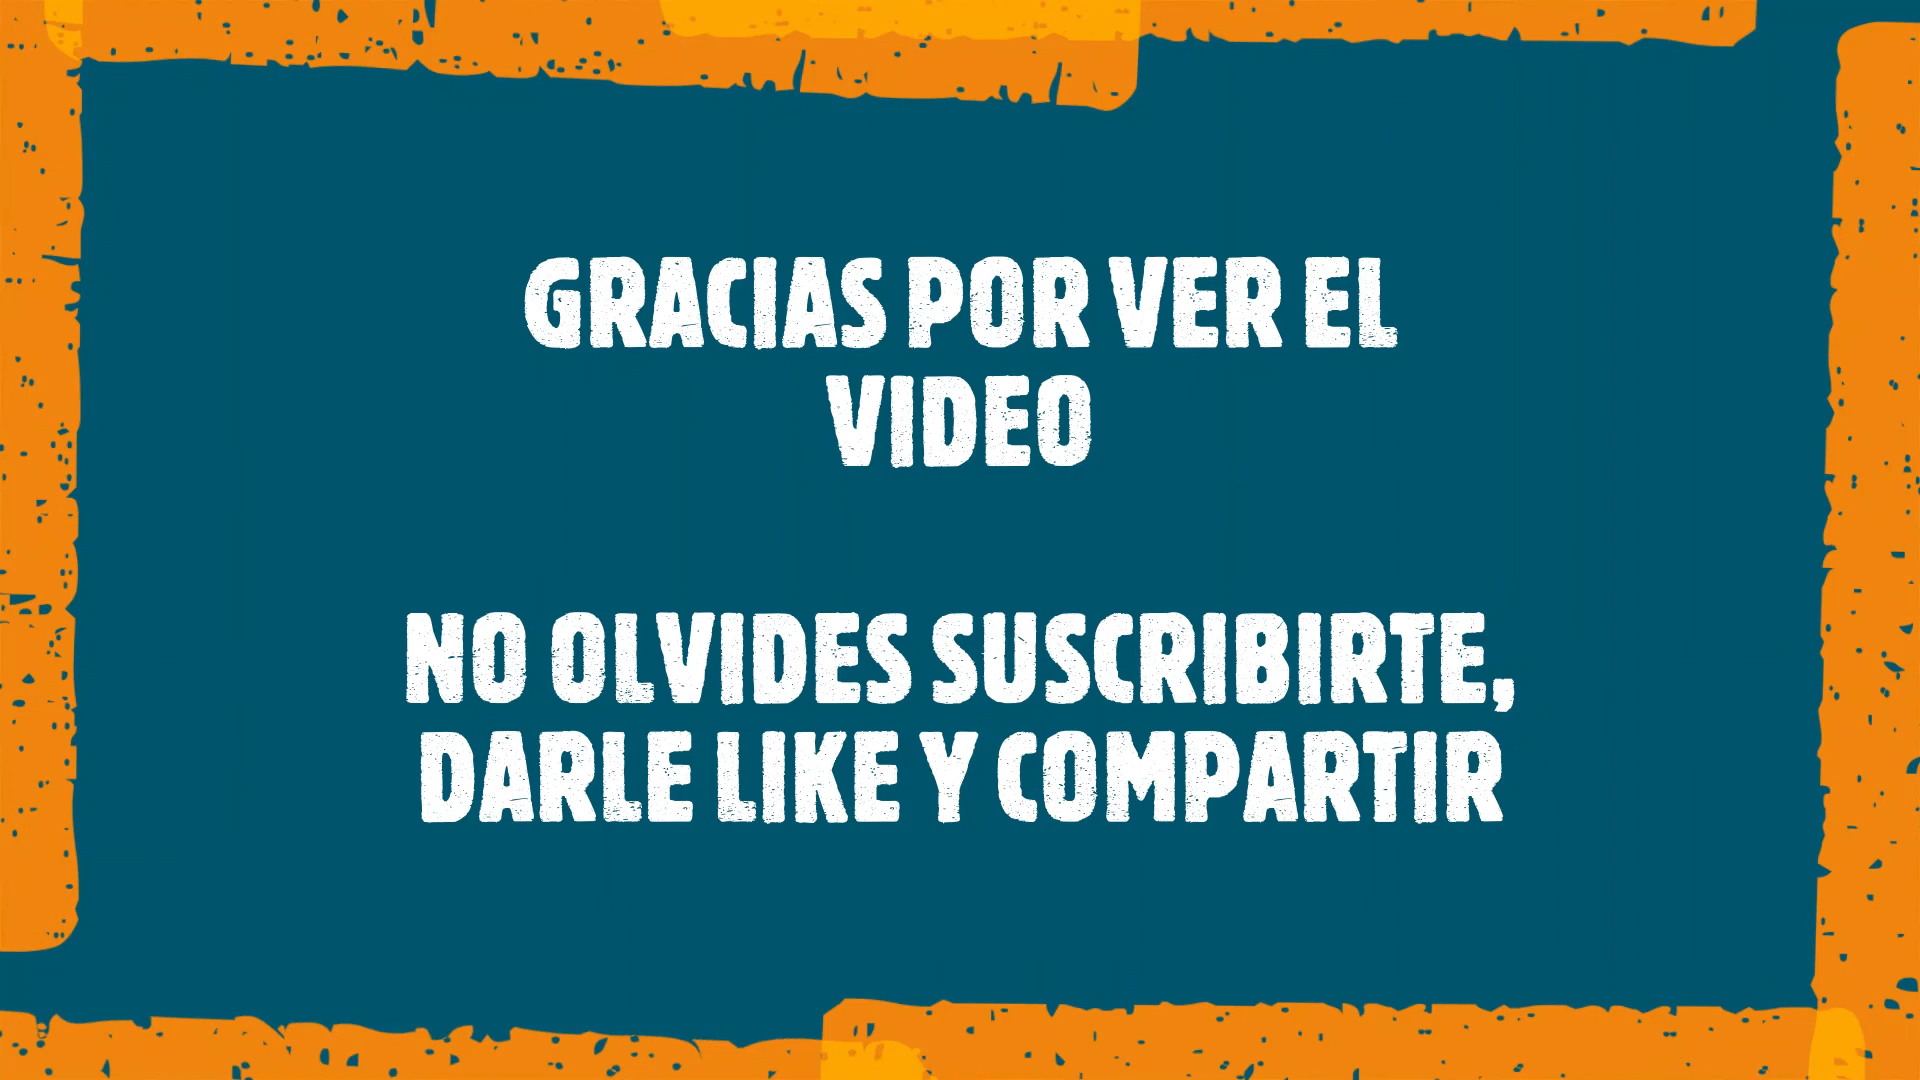 GRACIAS POR VER EL
VIDEO
NO OLVIDES SUSCRIBIRTE,
DARLE LIKE Y COMPARTIR